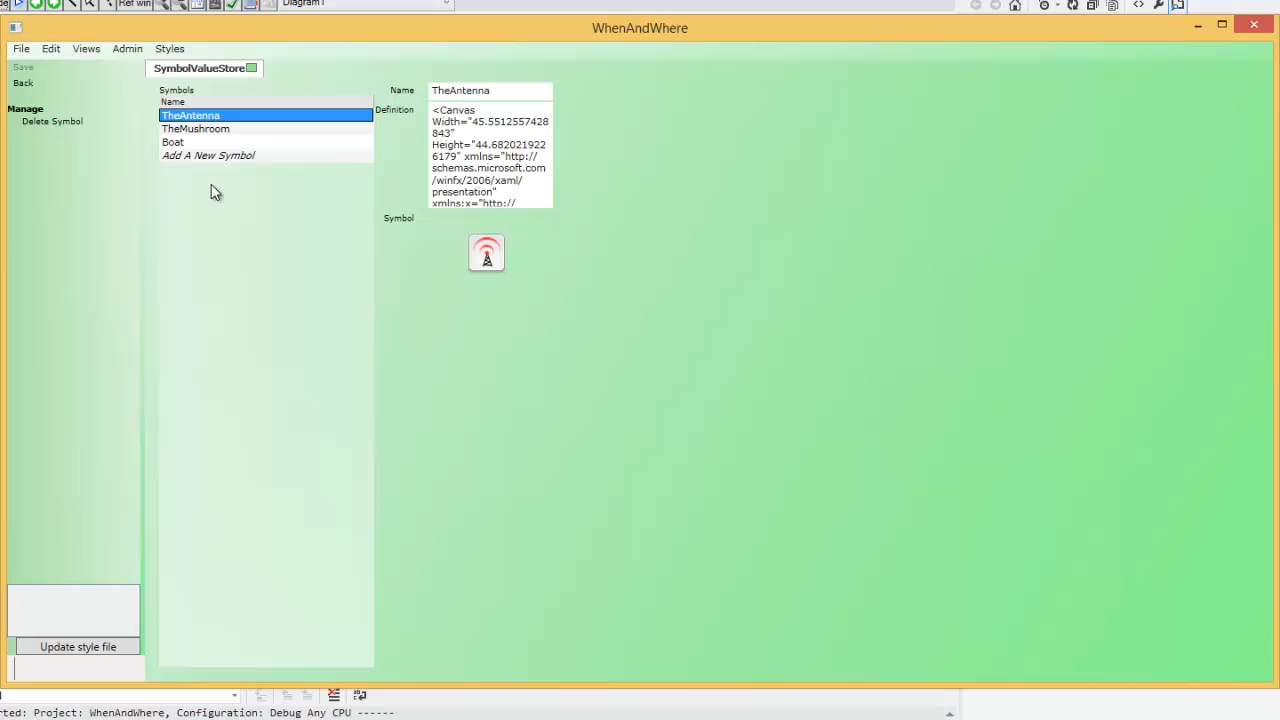 Ref win
Diagram1
WhenAndWhere
File Edit Views Admin Styles
Save
Back
Manage
Delete Symbol
SymbolValueStore
Symbols
Name
TheAntenna
TheMushroom
Boat
Add A New Symbol
Name TheAntenna
Definition
<Canvas
Width="45.5512557428
843"
Height="44.682021922
6179" xmlns="http://
schemas.microsoft.com
/winfx/2006/xaml/
presentation"
xmlns:x="http://
Symbol
Update style file
rted: Project: WhenAndWhere, Configuration: Debug Any CPU ------